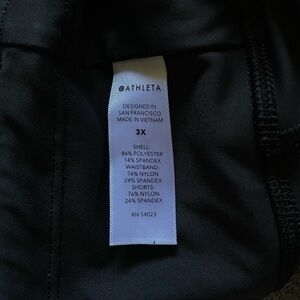 ATHLETA
DESIGNED IN
SAN FRANCISCO
MADE IN VIETNAM
3X
SHELL:
86% POLYESTER
14% SPANDEX
WAISTBAND:
76% NYLON
24% SPANDEX
SHORTS:
76% NYLON
24% SPANDEX
RN 54023